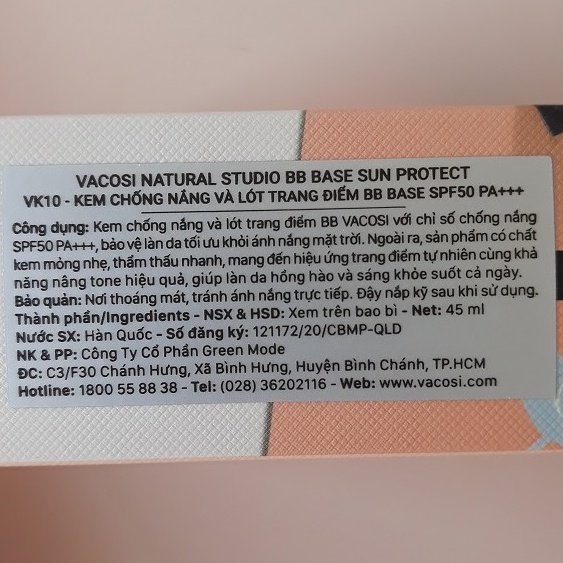 VACOSI NATURAL STUDIO BB BASE SUN PROTECT
VK10 - KEM CHỐNG NẮNG VÀ LÓT TRANG ĐIỂM BB BASE SPF50 PA+++
Công dụng: Kem chống nắng và lót trang điểm BB VACOSI với chỉ số chống nắng
SPF50 PA+++, bảo vệ làn da tối ưu khỏi ánh nắng mặt trời. Ngoài ra, sản phẩm có chất
kem mỏng nhẹ, thẩm thấu nhanh, mang đến hiệu ứng trang điểm tự nhiên cùng khả
năng nâng tone hiệu quả, giúp làn da hồng hào và sáng khỏe suốt cả ngày.
Bảo quản: Nơi thoáng mát, tránh ánh nắng trực tiếp. Đậy nắp kỹ sau khi sử dụng.
Thành phần/Ingredients - NSX & HSD: Xem trên bao bì - Net: 45 ml
Nước SX: Hàn Quốc - Số đăng ký: 121172/20/CBMP-QLD
NK & PP: Công Ty Cổ Phần Green Mode
ĐC: C3/F30 Chánh Hưng, Xã Bình Hưng, Huyện Bình Chánh, TP.HCM
Hotline: 1800 55 88 38 - Tel: (028) 36202116 - Web: www.vacosi.com